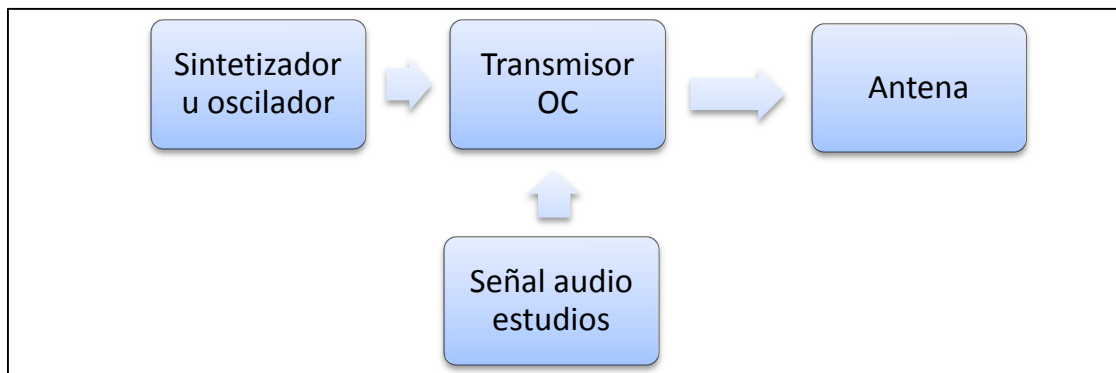 Sintetizador
u oscilador
Transmisor
OC
Antena
Señal audio
estudios